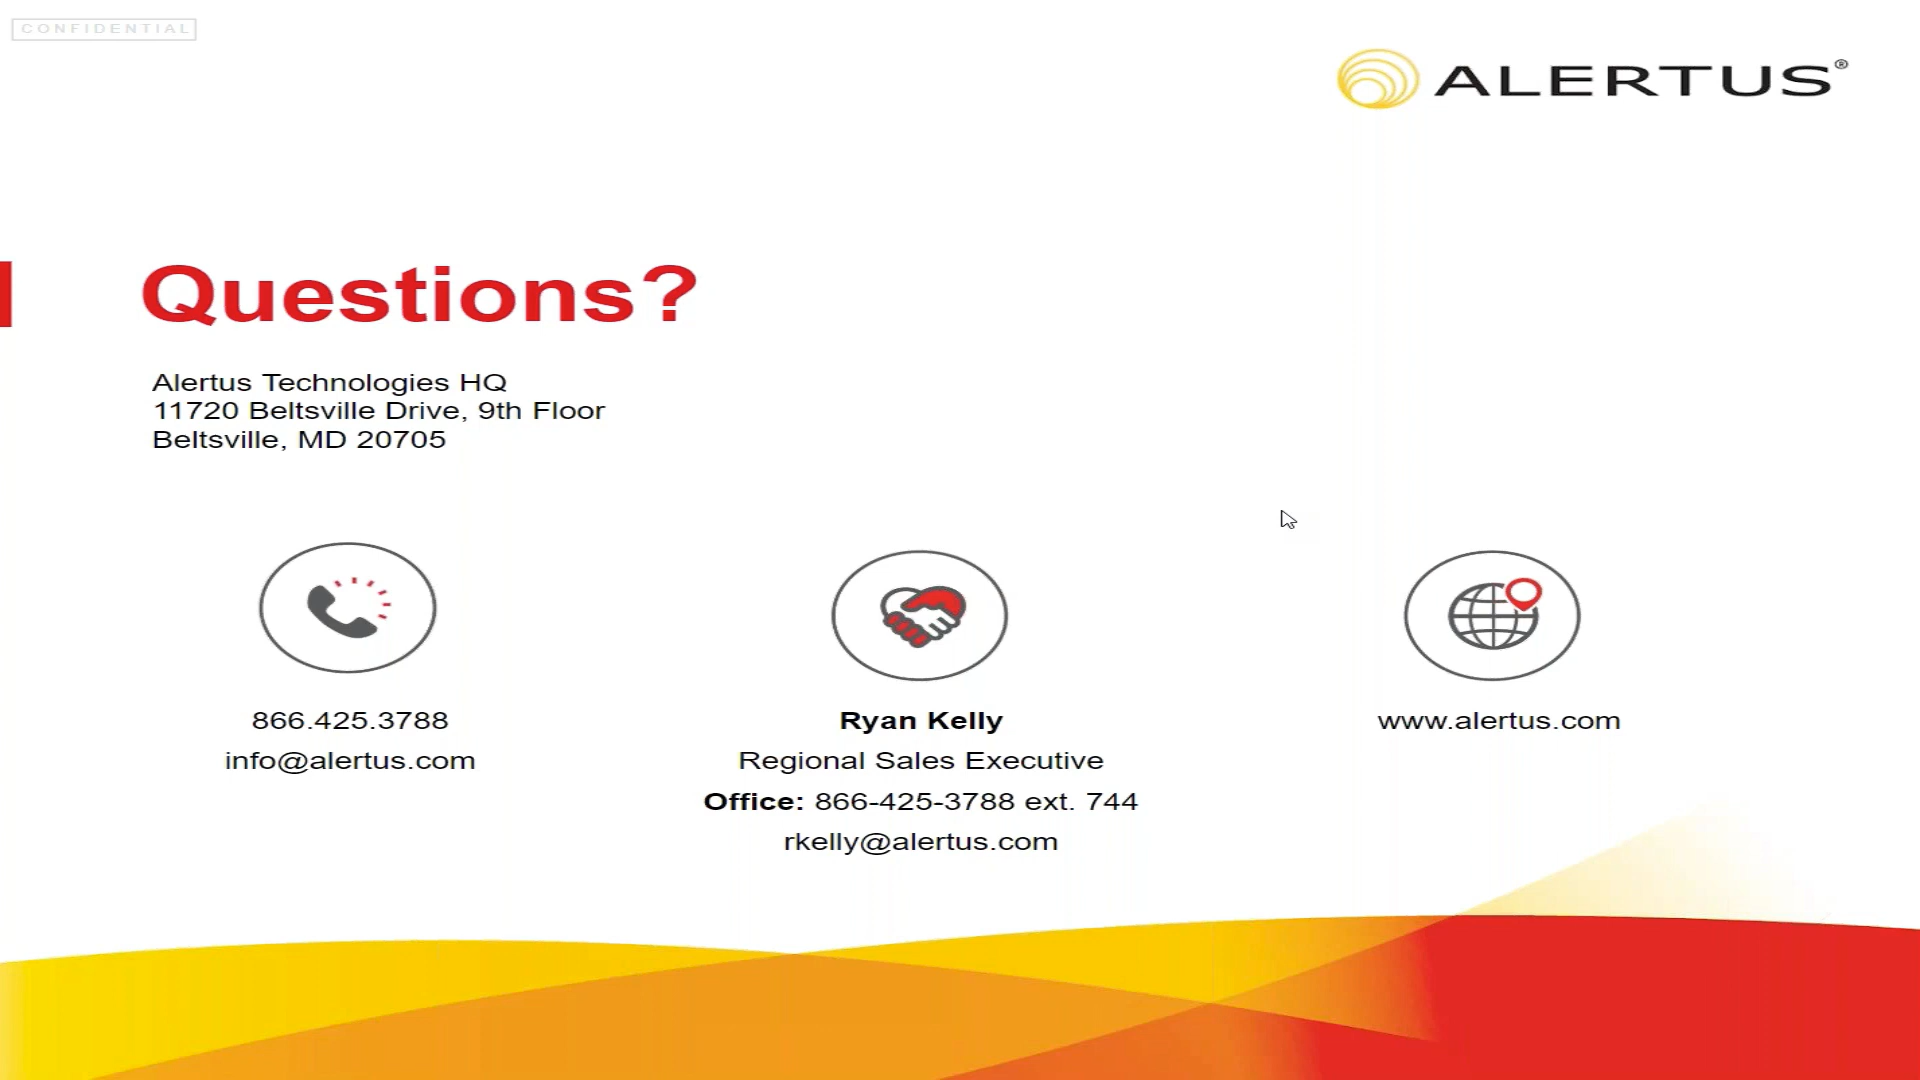 CONFIDENTIAL
ALERTUS®
Questions?
Alertus Technologies HQ
11720 Beltsville Drive, 9th Floor
Beltsville, MD 20705
866.425.3788
info@alertus.com
Ryan Kelly
Regional Sales Executive
Office: 866-425-3788 ext. 744
rkelly@alertus.com
www.alertus.com